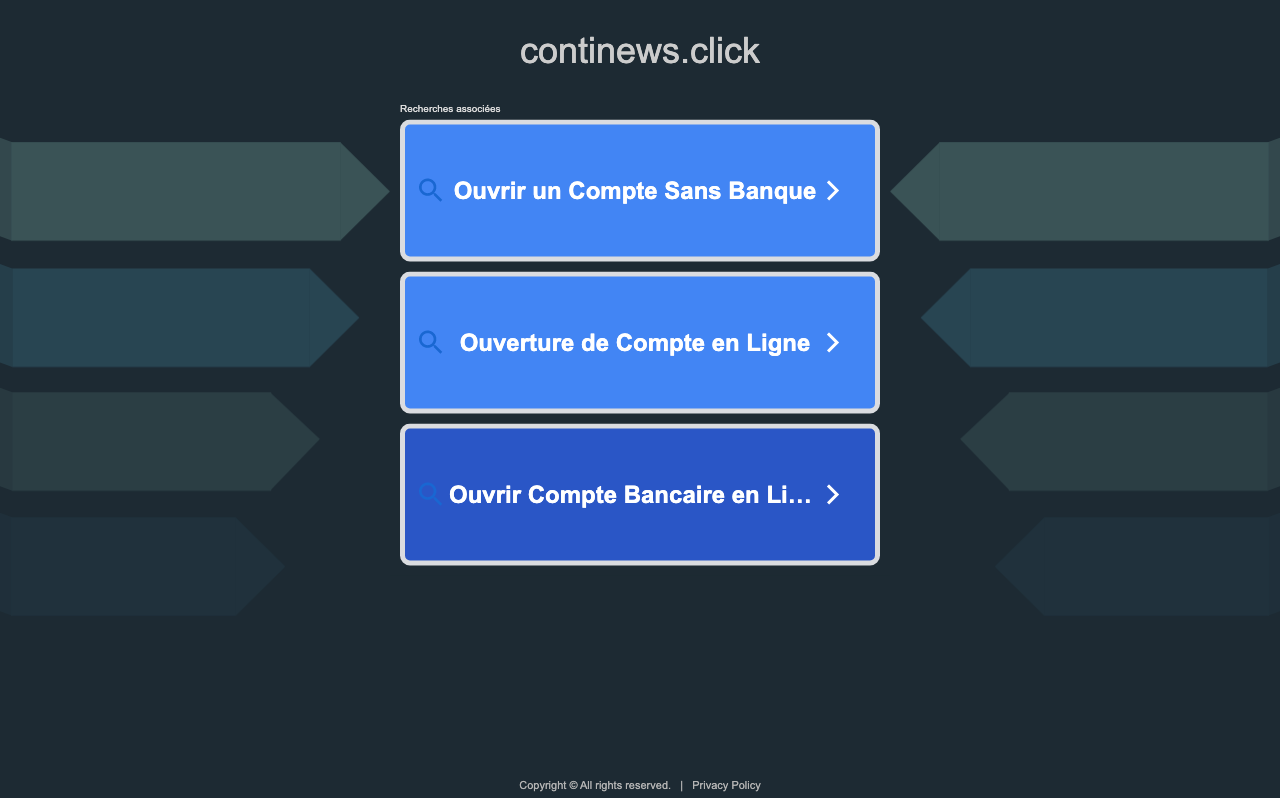 continews.click
Recherches associées
Ouvrir un Compte Sans Banque
Ouverture de Compte en Ligne
Ouvrir Compte Bancaire en Li...
Copyright © All rights reserved. | Privacy Policy